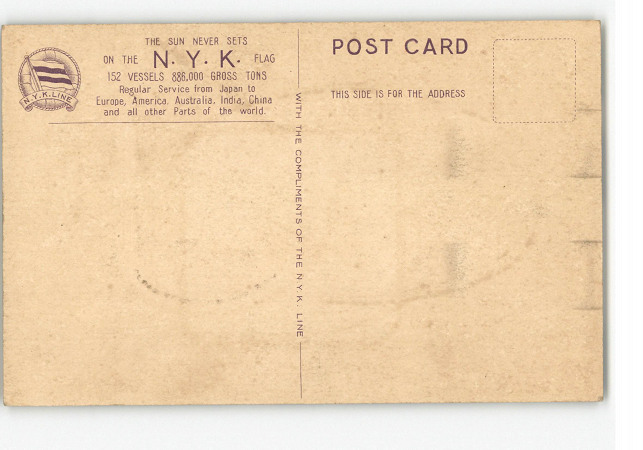 THE SUN NEVER SETS
ON THE N.Y.K. FLAG
152 VESSELS 886,000 GROSS TONS
Regular Service from Japan to
Europe, America, Australia, India, China
and all other Parts of the world.
N.Y.K.LINE
WITH THE COMPLIMENTS OF THE N.Y.K. LINE
POST CARD
THIS SIDE IS FOR THE ADDRESS